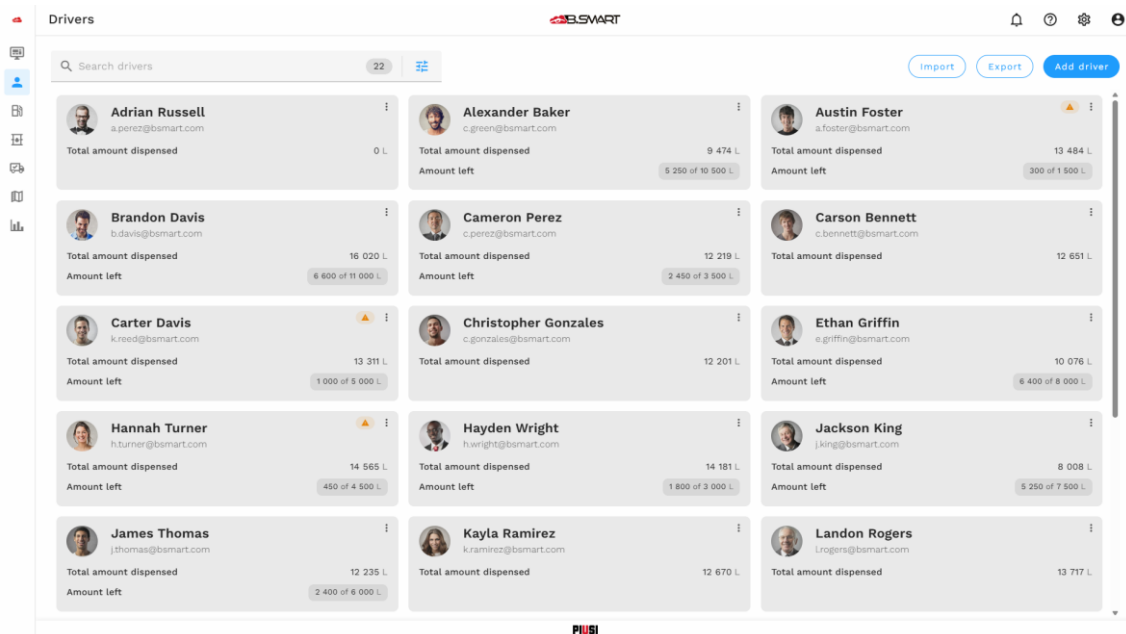 Drivers
B.SMART
Search drivers 22
Import Export Add driver
Adrian Russell
a.perez@bsmart.com
Total amount dispensed 0 L
Alexander Baker
c.green@bsmart.com
Total amount dispensed 9 474 L
Amount left 5 250 of 10 500 L
Austin Foster
a.foster@bsmart.com
Total amount dispensed 13 484 L
Amount left 300 of 1 500 L
Brandon Davis
b.davis@bsmart.com
Total amount dispensed 16 020 L
Amount left 6 600 of 11 000 L
Cameron Perez
c.perez@bsmart.com
Total amount dispensed 12 219 L
Amount left 2 450 of 3 500 L
Carson Bennett
c.bennett@bsmart.com
Total amount dispensed 12 651 L
Carter Davis
k.reed@bsmart.com
Total amount dispensed 13 311 L
Amount left 1 000 of 5 000 L
Christopher Gonzales
c.gonzales@bsmart.com
Total amount dispensed 12 201 L
Ethan Griffin
e.griffin@bsmart.com
Total amount dispensed 10 076 L
Amount left 6 400 of 8 000 L
Hannah Turner
h.turner@bsmart.com
Total amount dispensed 14 565 L
Amount left 450 of 4 500 L
Hayden Wright
h.wright@bsmart.com
Total amount dispensed 14 181 L
Amount left 1 800 of 3 000 L
Jackson King
j.king@bsmart.com
Total amount dispensed 8 008 L
Amount left 5 250 of 7 500 L
James Thomas
j.thomas@bsmart.com
Total amount dispensed 12 235 L
Amount left 2 400 of 6 000 L
Kayla Ramirez
k.ramirez@bsmart.com
Total amount dispensed 12 670 L
Landon Rogers
l.rogers@bsmart.com
Total amount dispensed 13 717 L
PIUSI